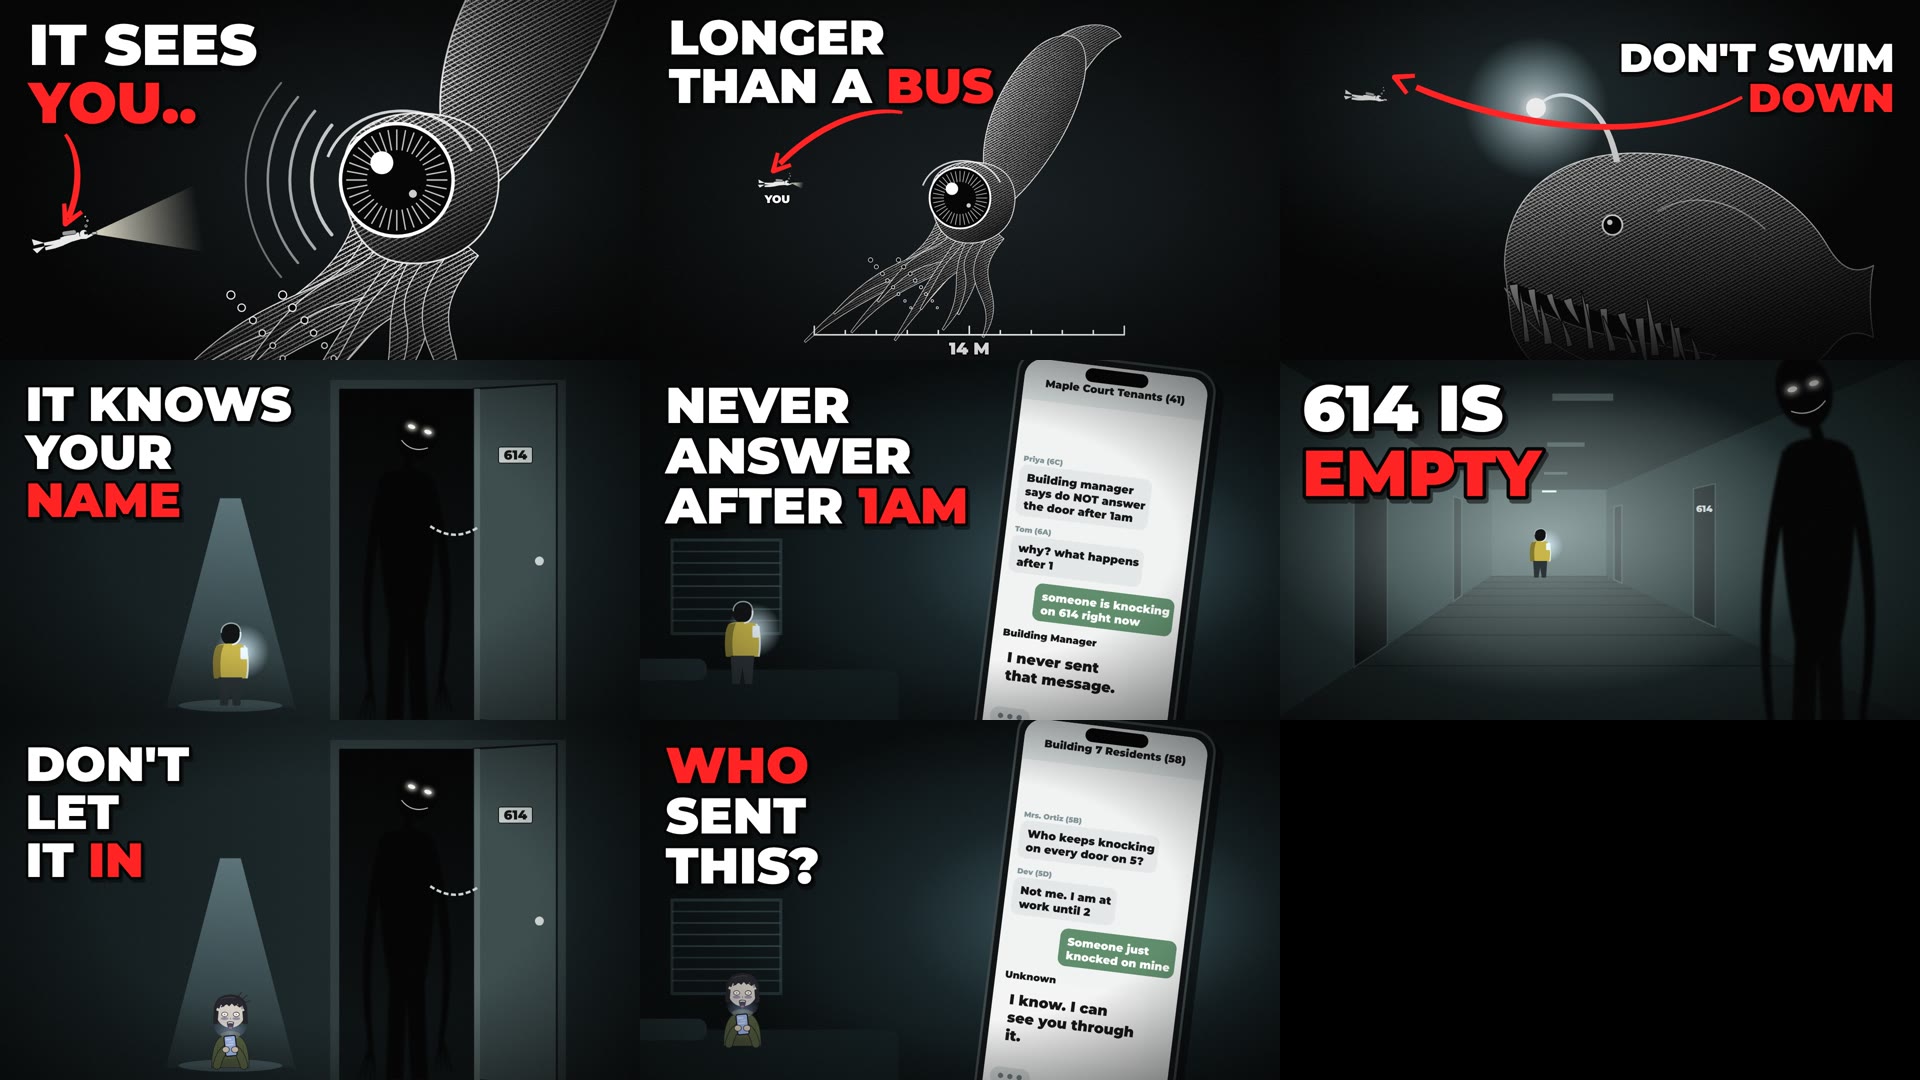 IT SEES
YOU..
LONGER
THAN A BUS
YOU
14 M
DON'T SWIM
DOWN
IT KNOWS
YOUR
NAME
614
NEVER
ANSWER
AFTER 1AM
Maple Court Tenants (41)
Priya (6C)
Building manager
says do NOT answer
the door after 1am
Tom (6A)
why? what happens
after 1
someone is knocking
on 614 right now
Building Manager
I never sent
that message.
614 IS
EMPTY
614
DON'T
LET
IT IN
614
WHO
SENT
THIS?
Building 7 Residents (58)
Mrs. Ortiz (5B)
Who keeps knocking
on every door on 5?
Dev (5D)
Not me. I am at
work until 2
Someone just
knocked on mine
Unknown
I know. I can
see you through
it.